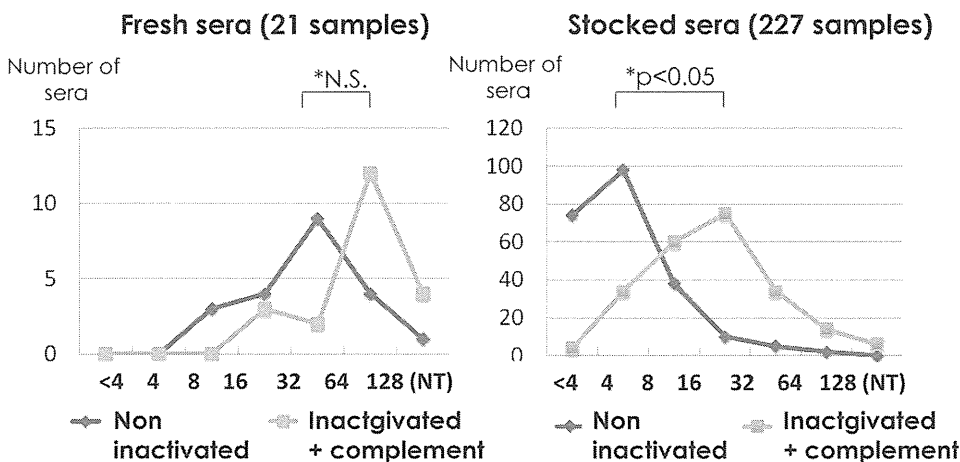 Fresh sera (21 samples)
Number of
sera
*N.S.
15
10
5
0
<4 4 8 16 32 64 128 (NT)
Non
inactivated
Inactgivated
+ complement
Stocked sera (227 samples)
Number of
sera
*p<0.05
120
100
80
60
40
20
0
<4 4 8 16 32 64 128 (NT)
Non
inactivated
Inactgivated
+ complement